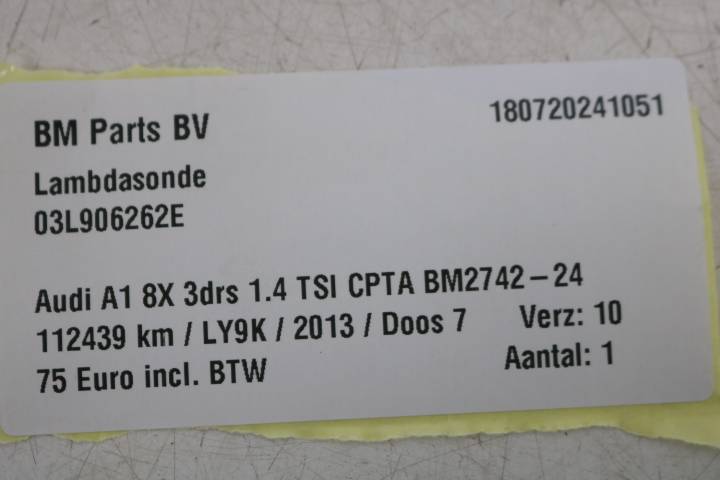 BM Parts BV 180720241051
Lambdasonde
03L906262E
Audi A1 8X 3drs 1.4 TSI CPTA BM2742-24
112439 km / LY9K / 2013 / Doos 7 Verz: 10
75 Euro incl. BTW Aantal: 1